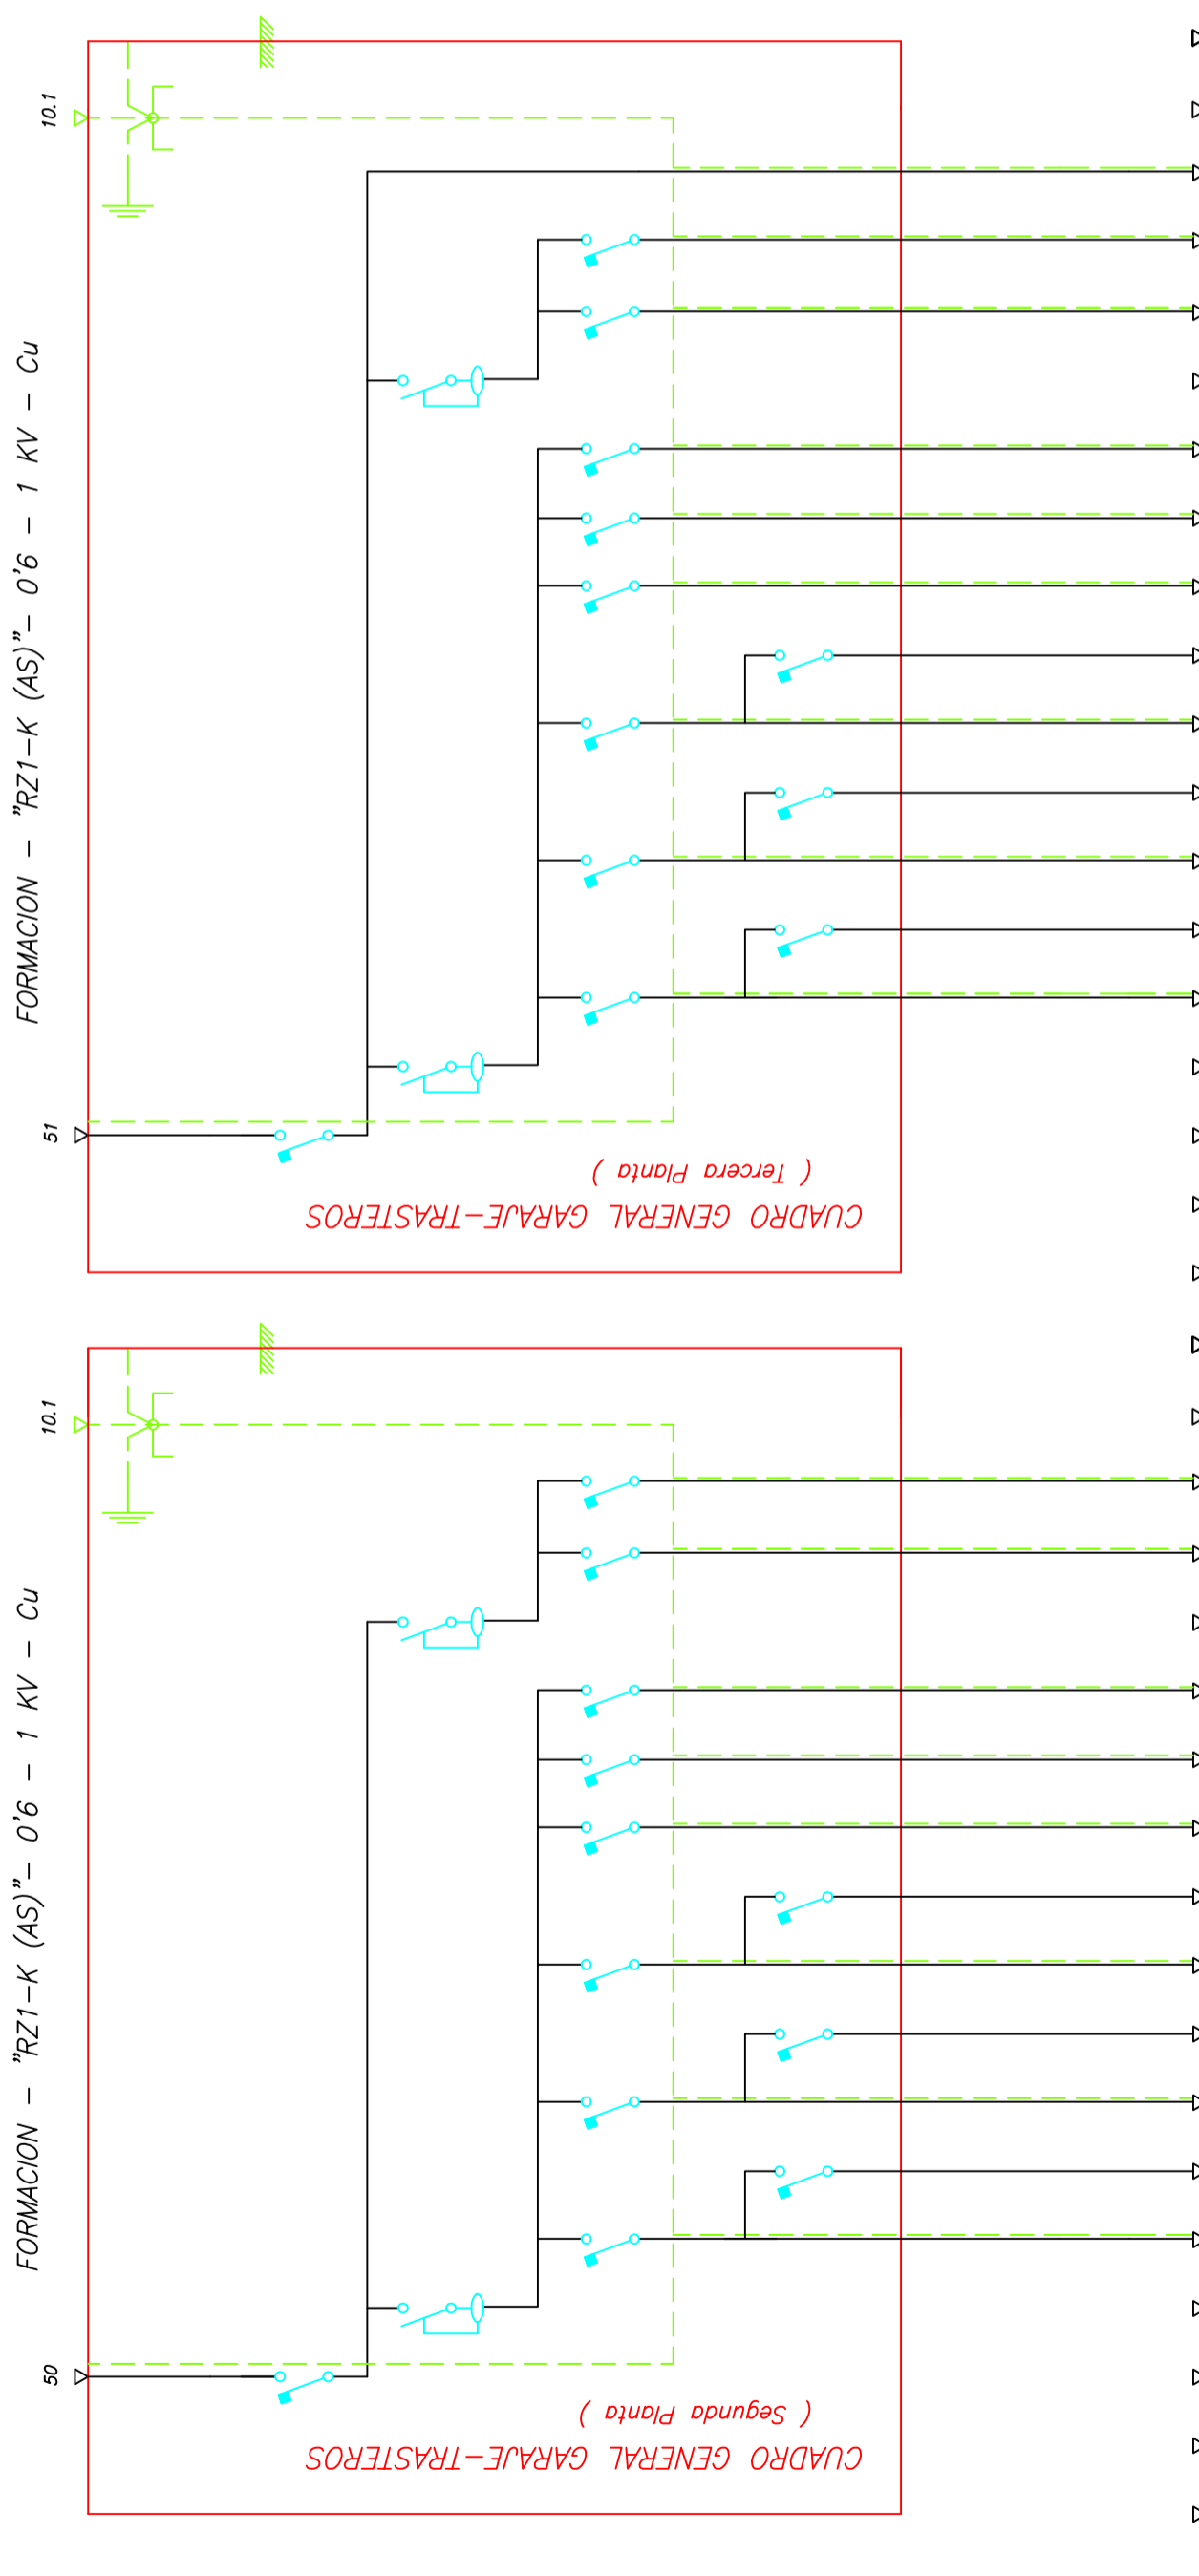 10.1
FORMACION - "RZ1-K (AS)"- 0'6 - 1 KV - Cu
51
( Tercera Planta )
CUADRO GENERAL GARAJE-TRASTEROS
10.1
FORMACION - "RZ1-K (AS)"- 0'6 - 1 KV - Cu
50
( Segunda Planta )
CUADRO GENERAL GARAJE-TRASTEROS